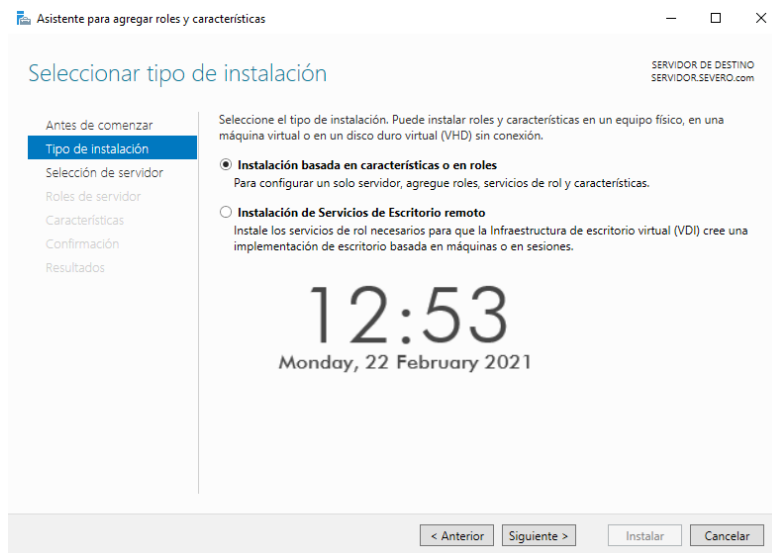 Asistente para agregar roles y características
Seleccionar tipo de instalación
SERVIDOR DE DESTINO
SERVIDOR.SEVERO.com
Antes de comenzar
Tipo de instalación
Selección de servidor
Roles de servidor
Características
Confirmación
Resultados
Seleccione el tipo de instalación. Puede instalar roles y características en un equipo físico, en una
máquina virtual o en un disco duro virtual (VHD) sin conexión.
Instalación basada en características o en roles
Para configurar un solo servidor, agregue roles, servicios de rol y características.
Instalación de Servicios de Escritorio remoto
Instale los servicios de rol necesarios para que la Infraestructura de escritorio virtual (VDI) cree una
implementación de escritorio basada en máquinas o en sesiones.
12:53
Monday, 22 February 2021
< Anterior
Siguiente >
Instalar
Cancelar